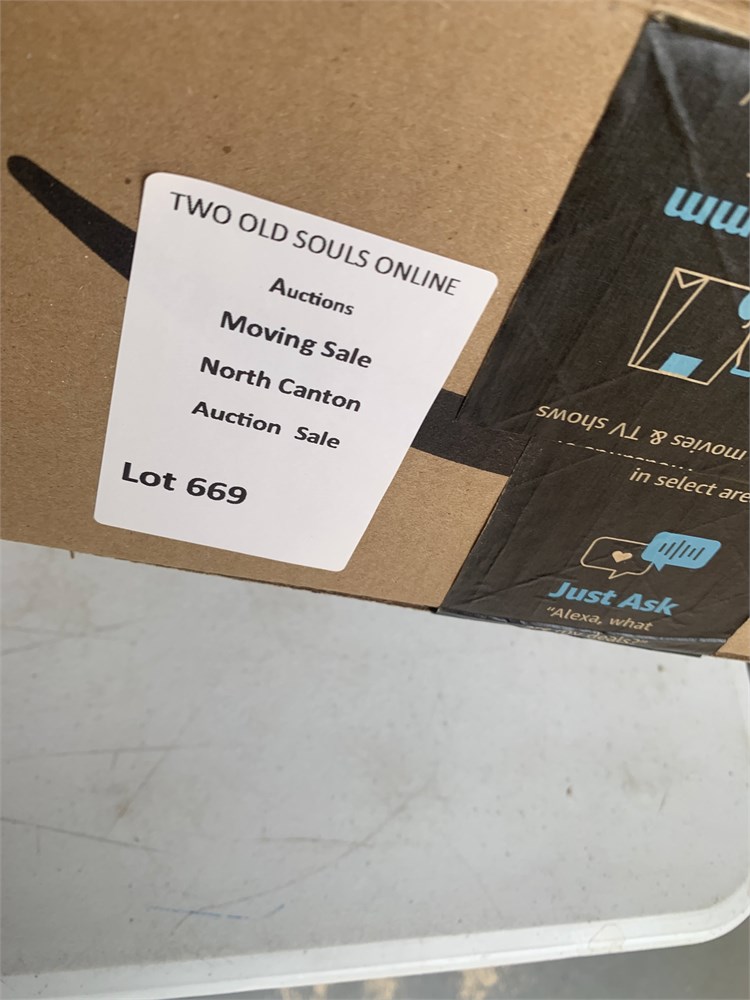 TWO OLD SOULS ONLINE
Auctions
Moving Sale
North Canton
Auction Sale
Lot 669
movies & TV shows
in select are
Just Ask
"Alexa, what
deals?"